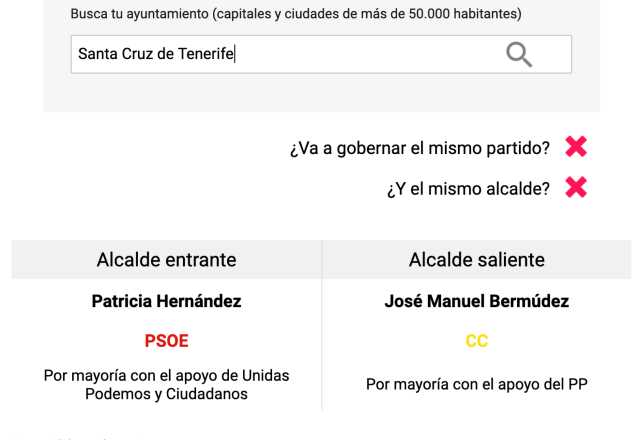 Busca tu ayuntamiento (capitales y ciudades de más de 50.000 habitantes)
Santa Cruz de Tenerife
¿Va a gobernar el mismo partido?
¿Y el mismo alcalde?
Alcalde entrante
Alcalde saliente
Patricia Hernández
José Manuel Bermúdez
PSOE
CC
Por mayoría con el apoyo de Unidas
Podemos y Ciudadanos
Por mayoría con el apoyo del PP